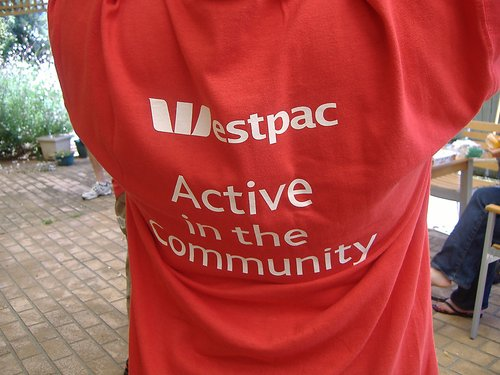 Westpac
Active
in the
Community